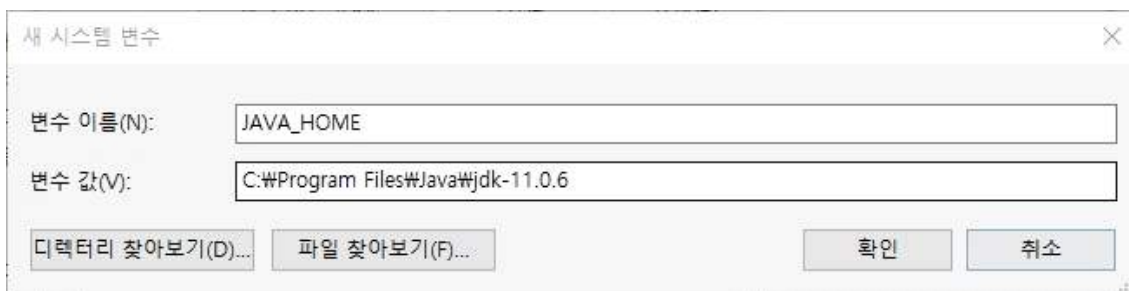 새 시스템 변수
변수 이름(N): JAVA_HOME
변수 값(V): C:₩Program Files₩Java₩jdk-11.0.6
디렉터리 찾아보기(D)... 파일 찾아보기(F)... 확인 취소